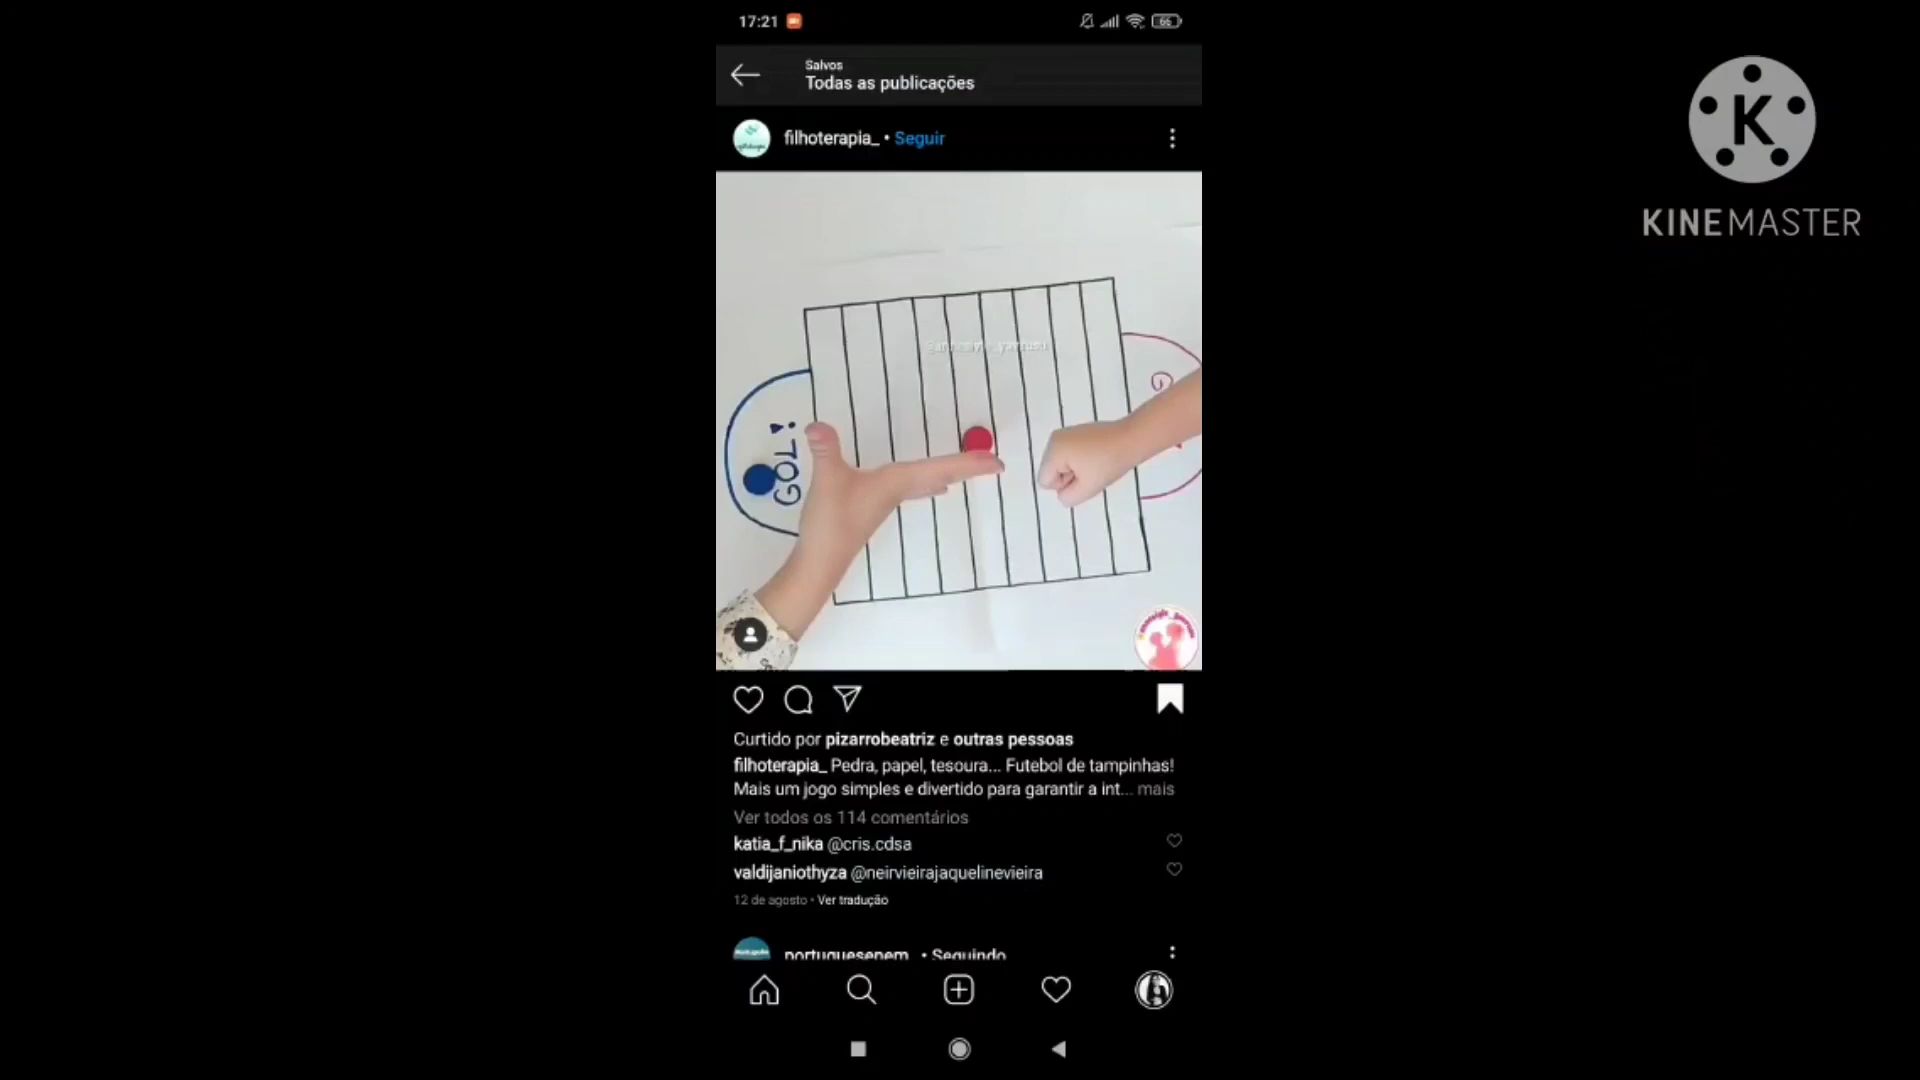 17:21
66
Salvos
Todas as publicações
filhoterapia_ • Seguir
GOL!
Curtido por pizarrobeatriz e outras pessoas
filhoterapia_ Pedra, papel, tesoura... Futebol de tampinhas!
Mais um jogo simples e divertido para garantir a int... mais
Ver todos os 114 comentários
katia_f_nika @cris.cdsa
valdijaniothyza @neirvieirajaquelinevieira
12 de agosto • Ver tradução
portuguesenem_ • Seguindo
K
KINEMASTER